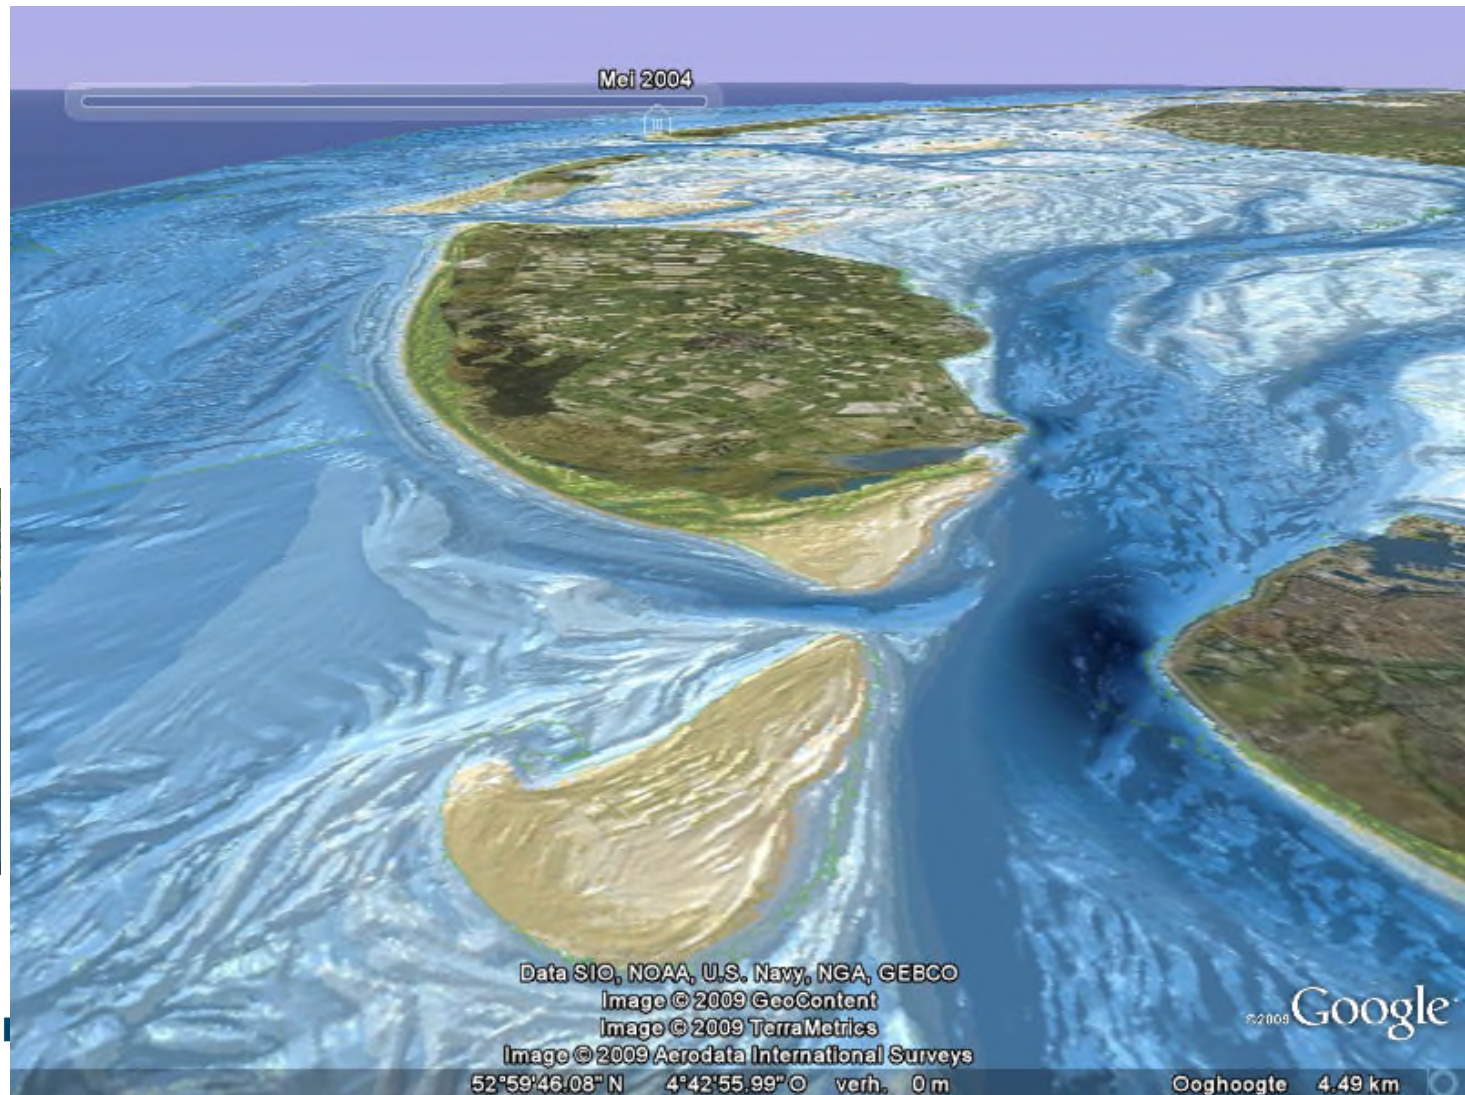 Mei 2004
Data SIO, NOAA, U.S. Navy, NGA, GEBCO
Image © 2009 GeoContent
Image © 2009 TerraMetrics
Image © 2009 Aerodata International Surveys
©2009 Google
52°59'46.08" N 4°42'55.99" O verh. 0 m Ooghoogte 4.49 km